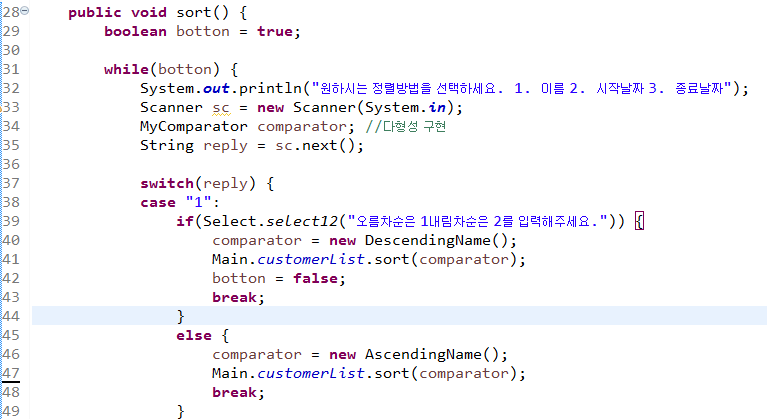 28 public void sort() {
29 boolean botton = true;
30
31 while(botton) {
32 System.out.println("원하시는 정렬방법을 선택하세요. 1. 이름 2. 시작날짜 3. 종료날짜");
33 Scanner sc = new Scanner(System.in);
34 MyComparator comparator; //다형성 구현
35 String reply = sc.next();
36
37 switch(reply) {
38 case "1":
39 if(Select.select12("오름차순은 1내림차순은 2를 입력해주세요.")) {
40 comparator = new DescendingName();
41 Main.customerList.sort(comparator);
42 botton = false;
43 break;
44 }
45 else {
46 comparator = new AscendingName();
47 Main.customerList.sort(comparator);
48 break;
49 }